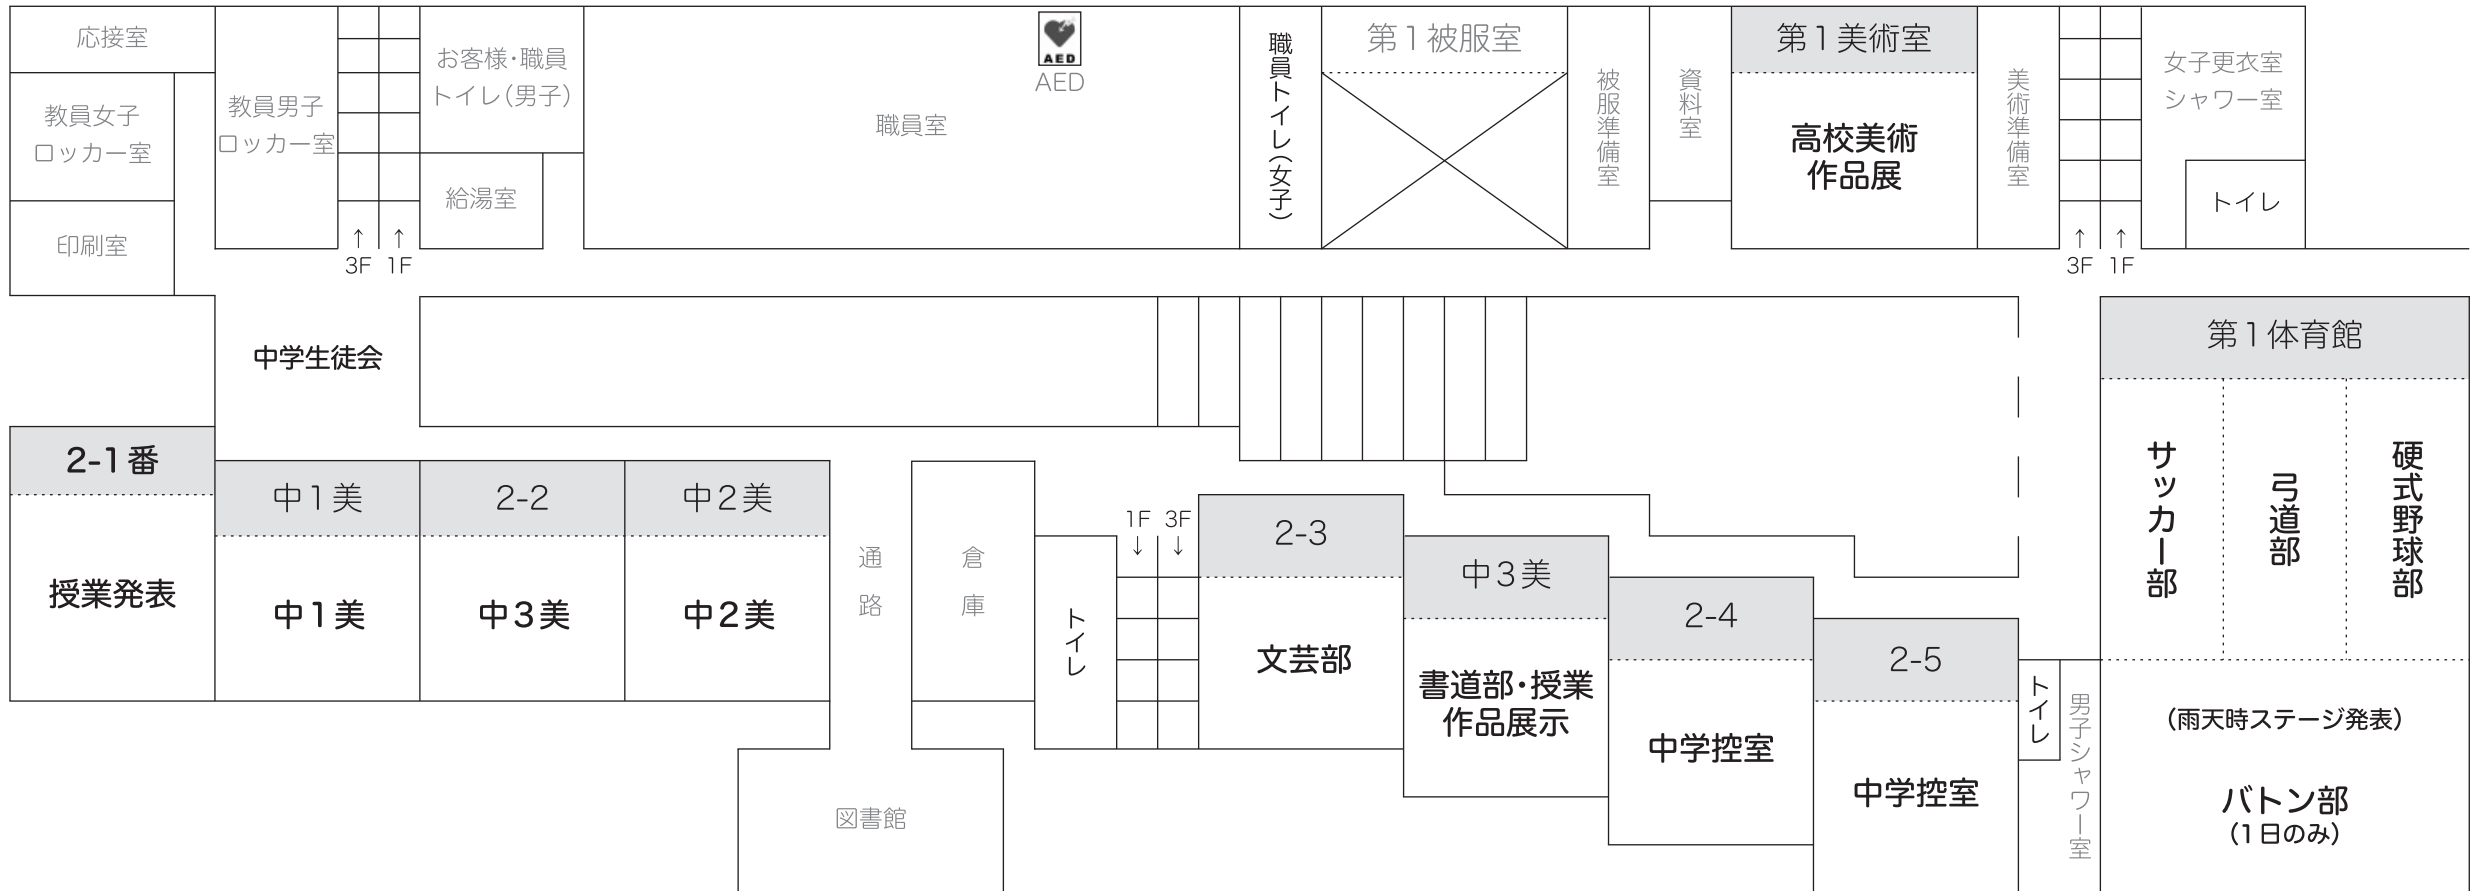 応接室
教員女子
ロッカー室
印刷室
教員男子
ロッカー室
3F
1F
お客様・職員
トイレ(男子)
給湯室
職員室
AED
AED
職員トイレ(女子)
第1被服室
被服準備室
資料室
第1美術室
高校美術
作品展
美術準備室
3F
1F
女子更衣室
シャワー室
トイレ
中学生徒会
第1体育館
サッカー部
弓道部
硬式野球部
(雨天時ステージ発表)
バトン部
(1日のみ)
2-1番
授業発表
中1美
中1美
2-2
中3美
中2美
中2美
通路
倉庫
図書館
トイレ
1F
3F
2-3
文芸部
中3美
書道部・授業
作品展示
2-4
中学控室
2-5
中学控室
トイレ
男子シャワー室